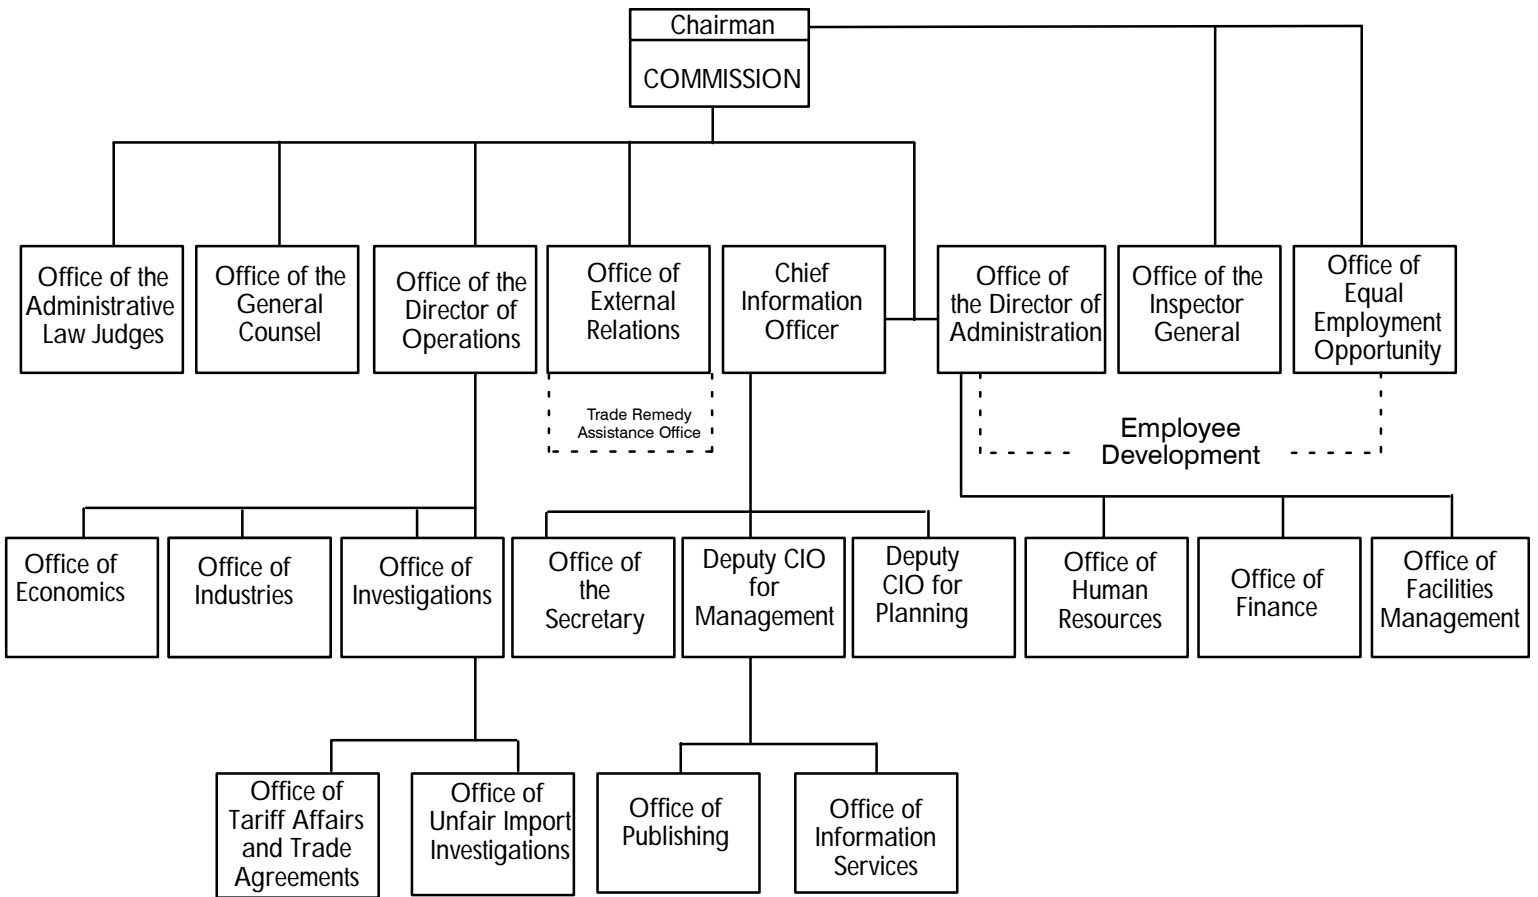 Chairman
COMMISSION
Office of the
Administrative
Law Judges
Office of the
General
Counsel
Office of the
Director of
Operations
Office of
External
Relations
Chief
Information
Officer
Office of
the Director of
Administration
Office of the
Inspector
General
Office of
Equal
Employment
Opportunity
Trade Remedy
Assistance Office
Employee
Development
Office of
Economics
Office of
Industries
Office of
Investigations
Office of
the
Secretary
Deputy CIO
for
Management
Deputy
CIO for
Planning
Office of
Human
Resources
Office of
Finance
Office of
Facilities
Management
Office of
Tariff Affairs
and Trade
Agreements
Office of
Unfair Import
Investigations
Office of
Publishing
Office of
Information
Services